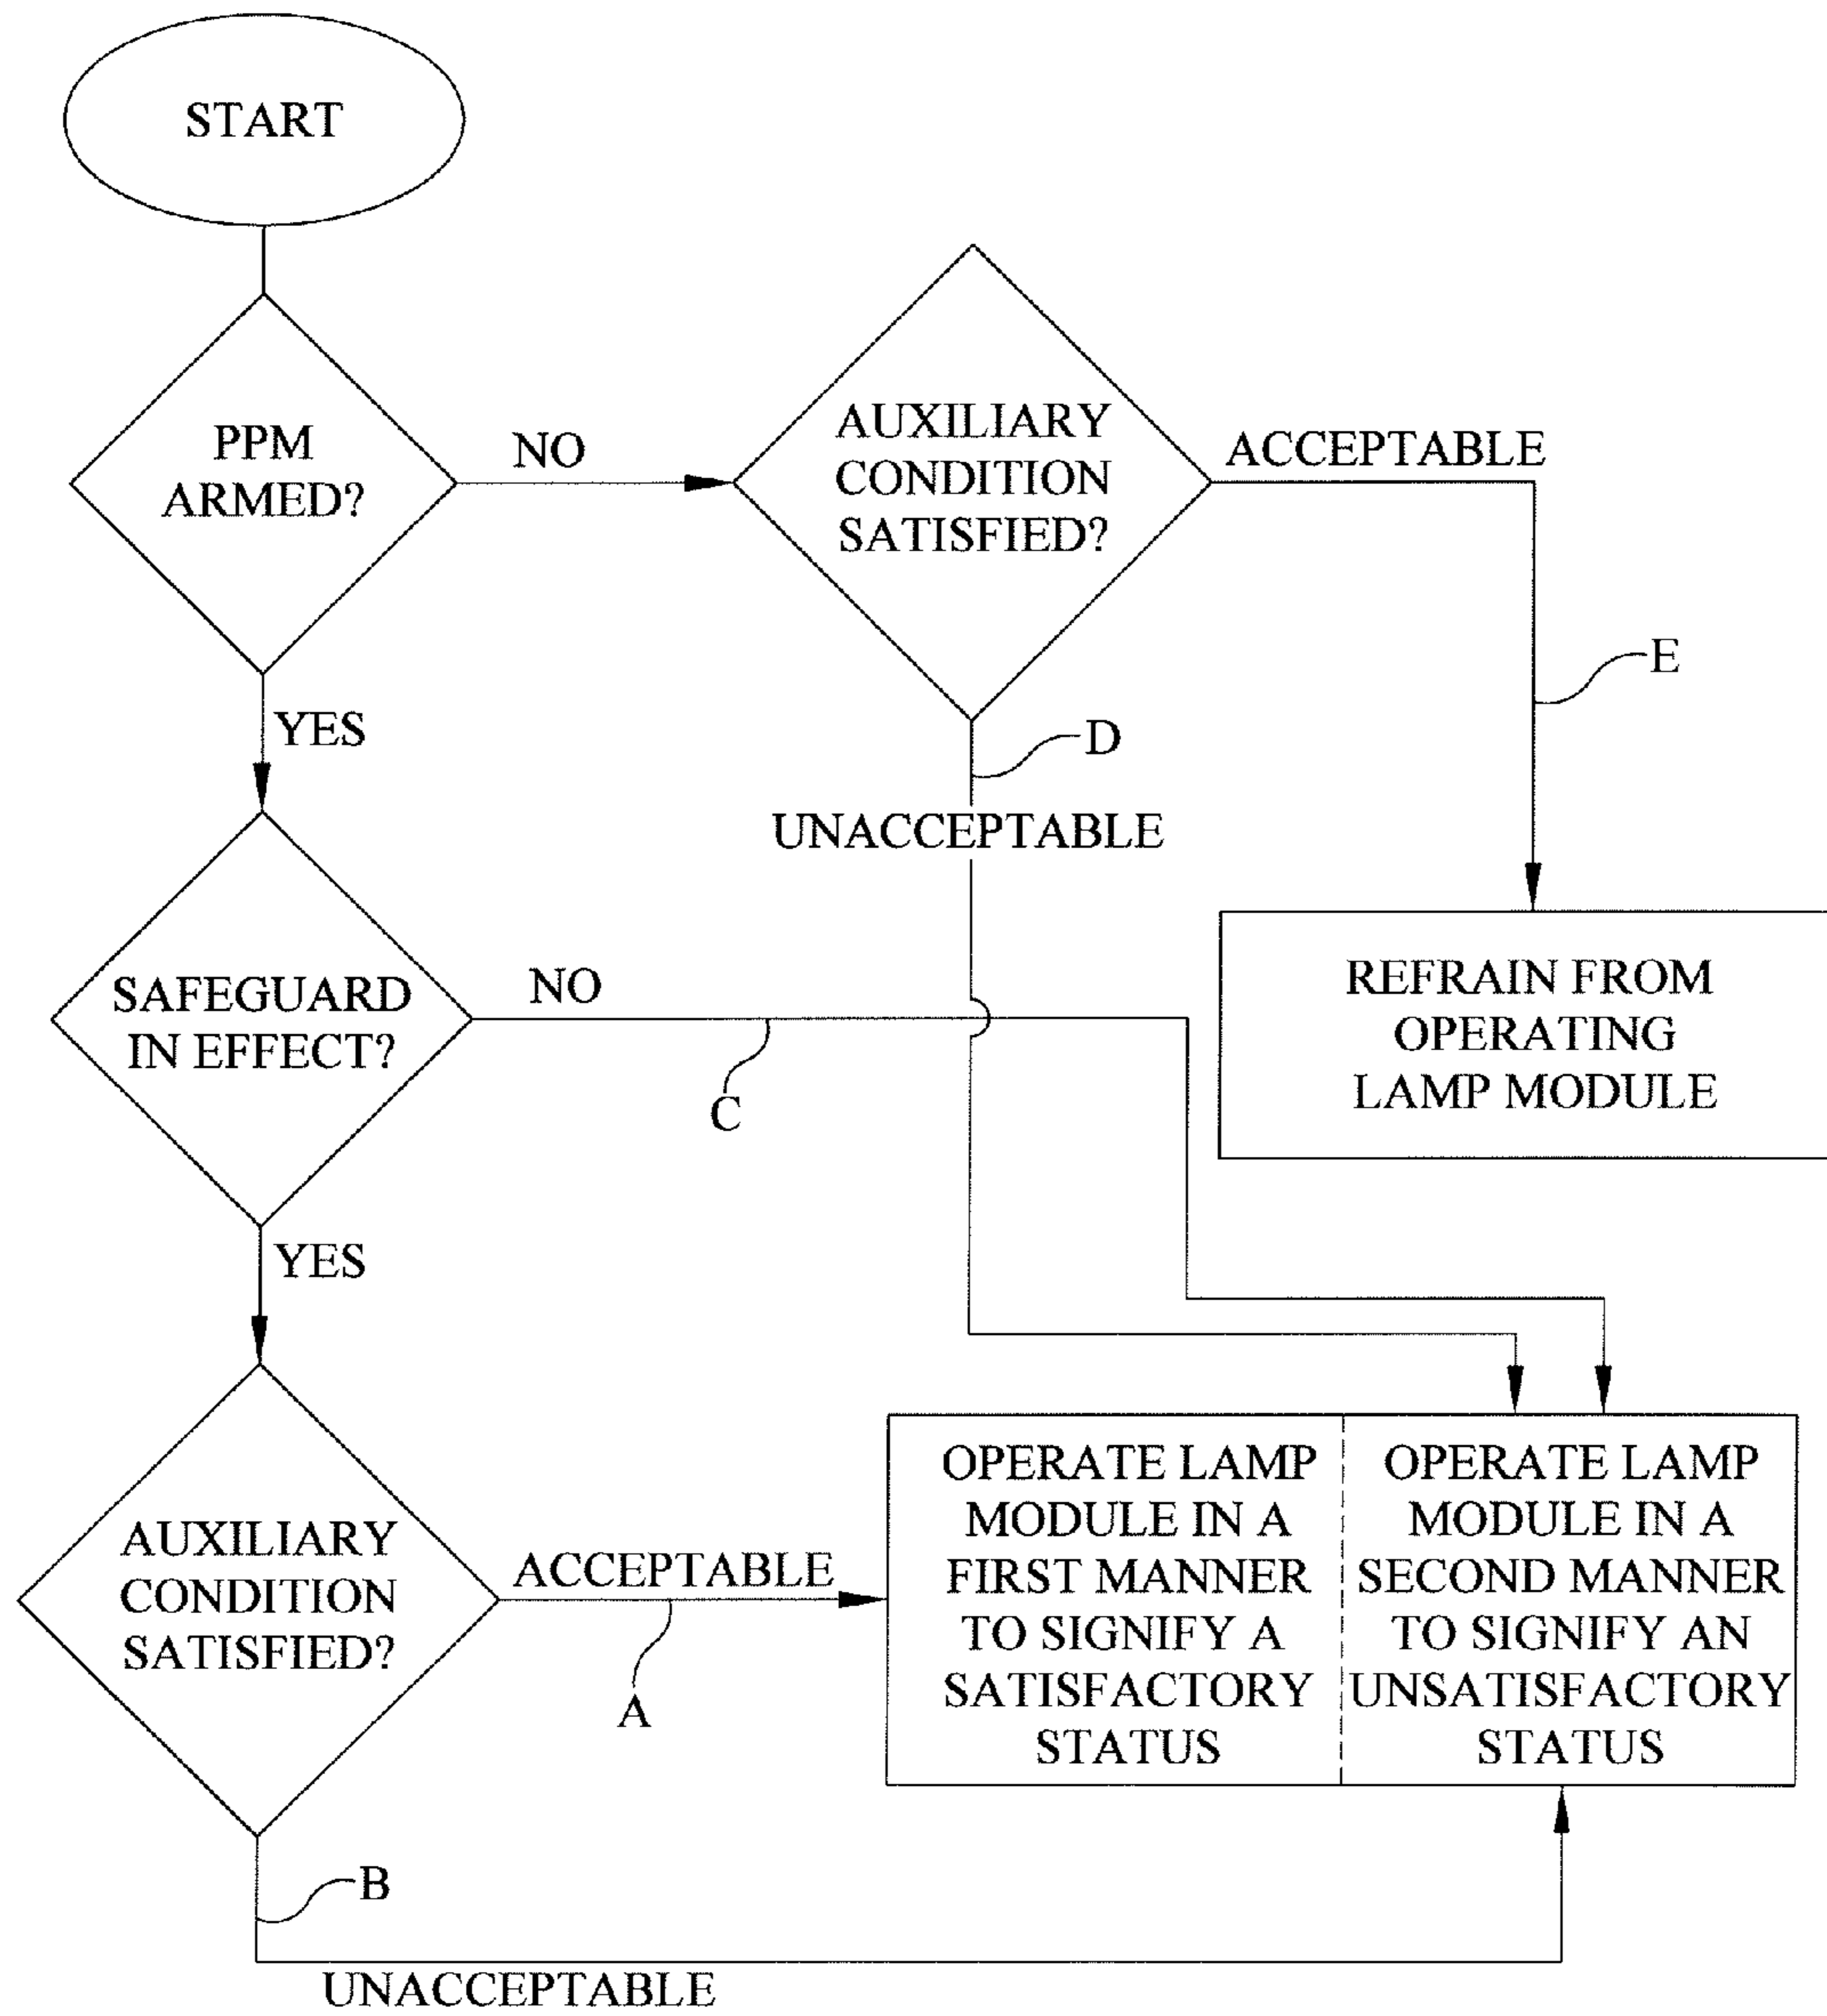 START
PPM
ARMED?
NO
AUXILIARY
CONDITION
SATISFIED?
ACCEPTABLE
E
YES
D
UNACCEPTABLE
SAFEGUARD
IN EFFECT?
NO
C
REFRAIN FROM
OPERATING
LAMP MODULE
YES
AUXILIARY
CONDITION
SATISFIED?
ACCEPTABLE
A
OPERATE LAMP
MODULE IN A
FIRST MANNER
TO SIGNIFY A
SATISFACTORY
STATUS
OPERATE LAMP
MODULE IN A
SECOND MANNER
TO SIGNIFY AN
UNSATISFACTORY
STATUS
B
UNACCEPTABLE